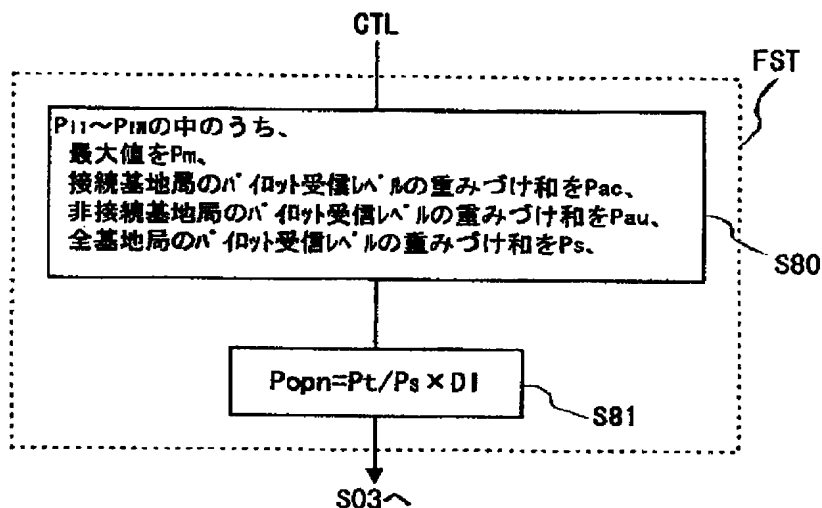 CTL
FST
Pi1～PiMの中のうち、
最大値をPm、
接続基地局のパイロット受信レベルの重みづけ和をPac、
非接続基地局のパイロット受信レベルの重みづけ和をPau、
全基地局のパイロット受信レベルの重みづけ和をPs、
S80
Popn=Pt/Ps×DI
S81
S03へ